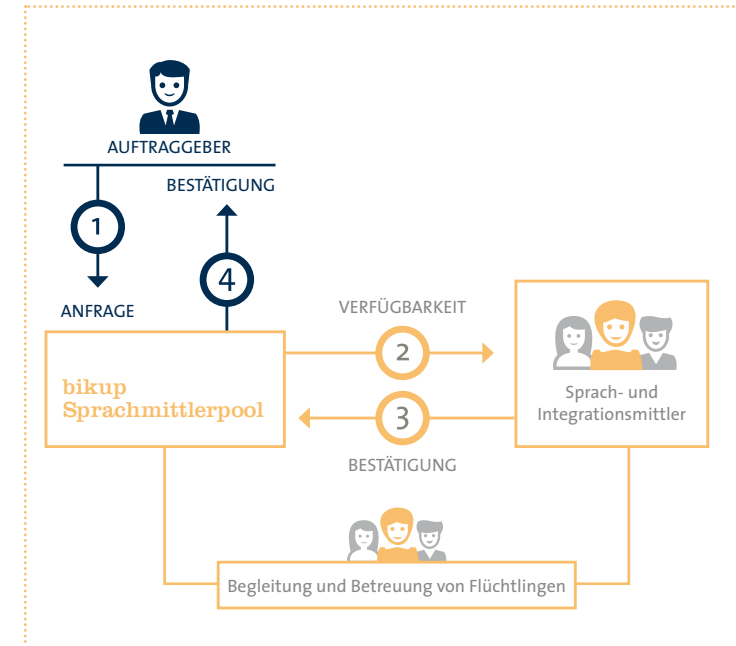 AUFTRAGGEBER
BESTÄTIGUNG
1
4
ANFRAGE
VERFÜGBARKEIT
2
bikup
Sprachmittlerpool
Sprach- und
Integrationsmittler
3
BESTÄTIGUNG
Begleitung und Betreuung von Flüchtlingen